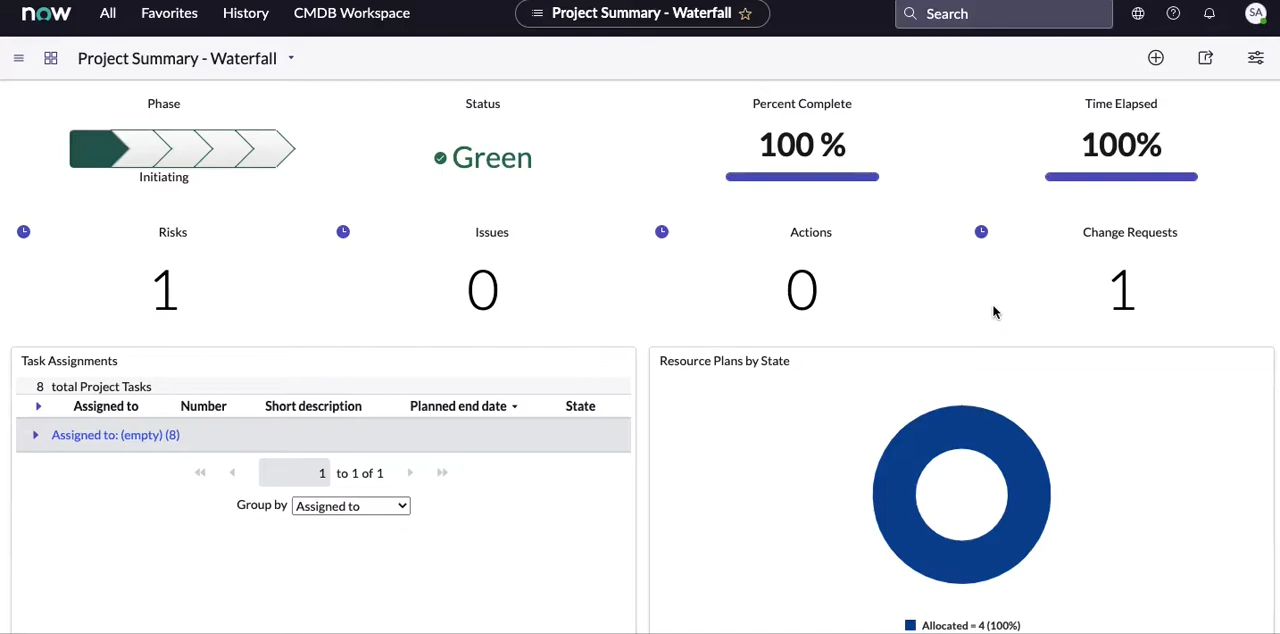 now All Favorites History CMDB Workspace Project Summary - Waterfall Search SA
Project Summary - Waterfall
Phase Status Percent Complete Time Elapsed
Green 100 % 100%
Initiating
Risks Issues Actions Change Requests
1 0 0 1
Task Assignments
8 total Project Tasks
Assigned to Number Short description Planned end date State
Assigned to: (empty) (8)
1 to 1 of 1
Group by Assigned to
Resource Plans by State
Allocated = 4 (100%)